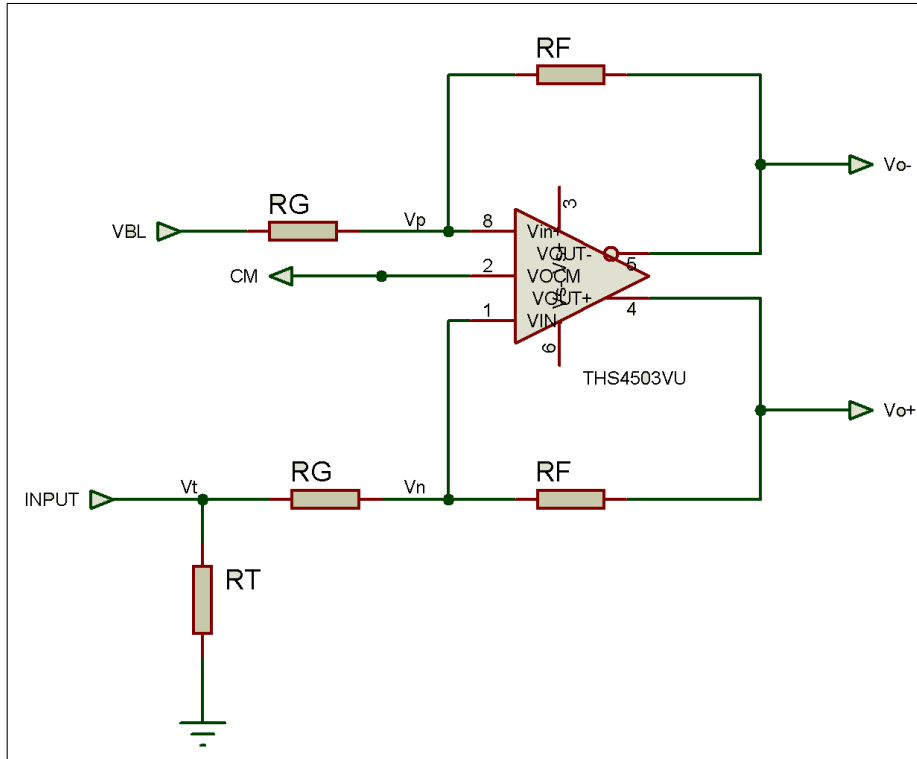 RF
Vo-
RG
3
VBL
Vp
8
Vin+
VOUT-
5
CM
2
VOCM
VOUT+
4
1
VIN
6
THS4503VU
Vo+
RG
RF
INPUT
Vt
Vn
RT